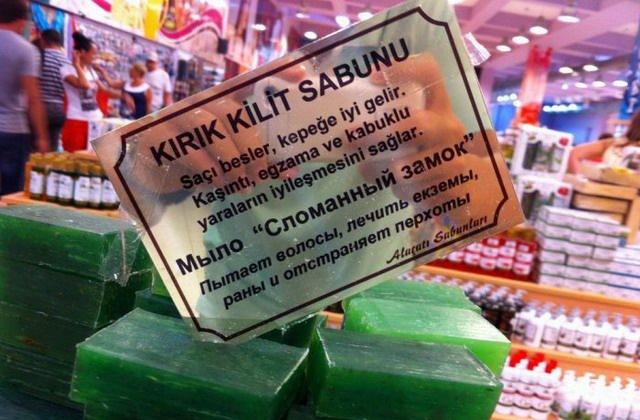 KIRIK KİLİT SABUNU
Saçı besler, kepeğe iyi gelir.
Kaşıntı, egzama ve kabuklu
yaraların iyileşmesini sağlar.
Мыло “Сломанный замок”
Пытает волосы, лечить екземы,
раны и отстраняет перхоты
Alaçatı Sabunları